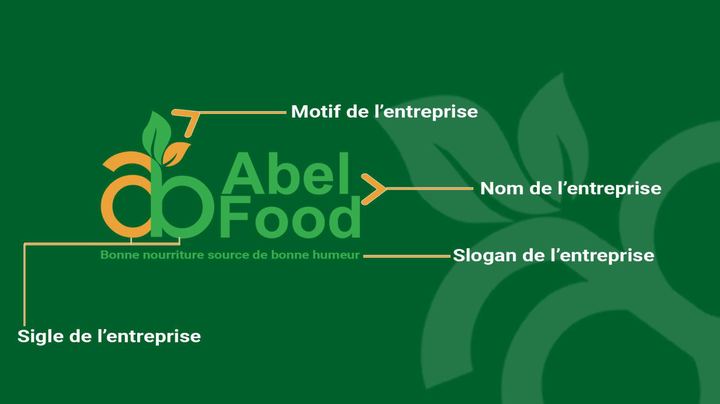 Motif de l'entreprise
ab
Abel
Food
Nom de l'entreprise
Bonne nourriture source de bonne humeur
Slogan de l'entreprise
Sigle de l'entreprise